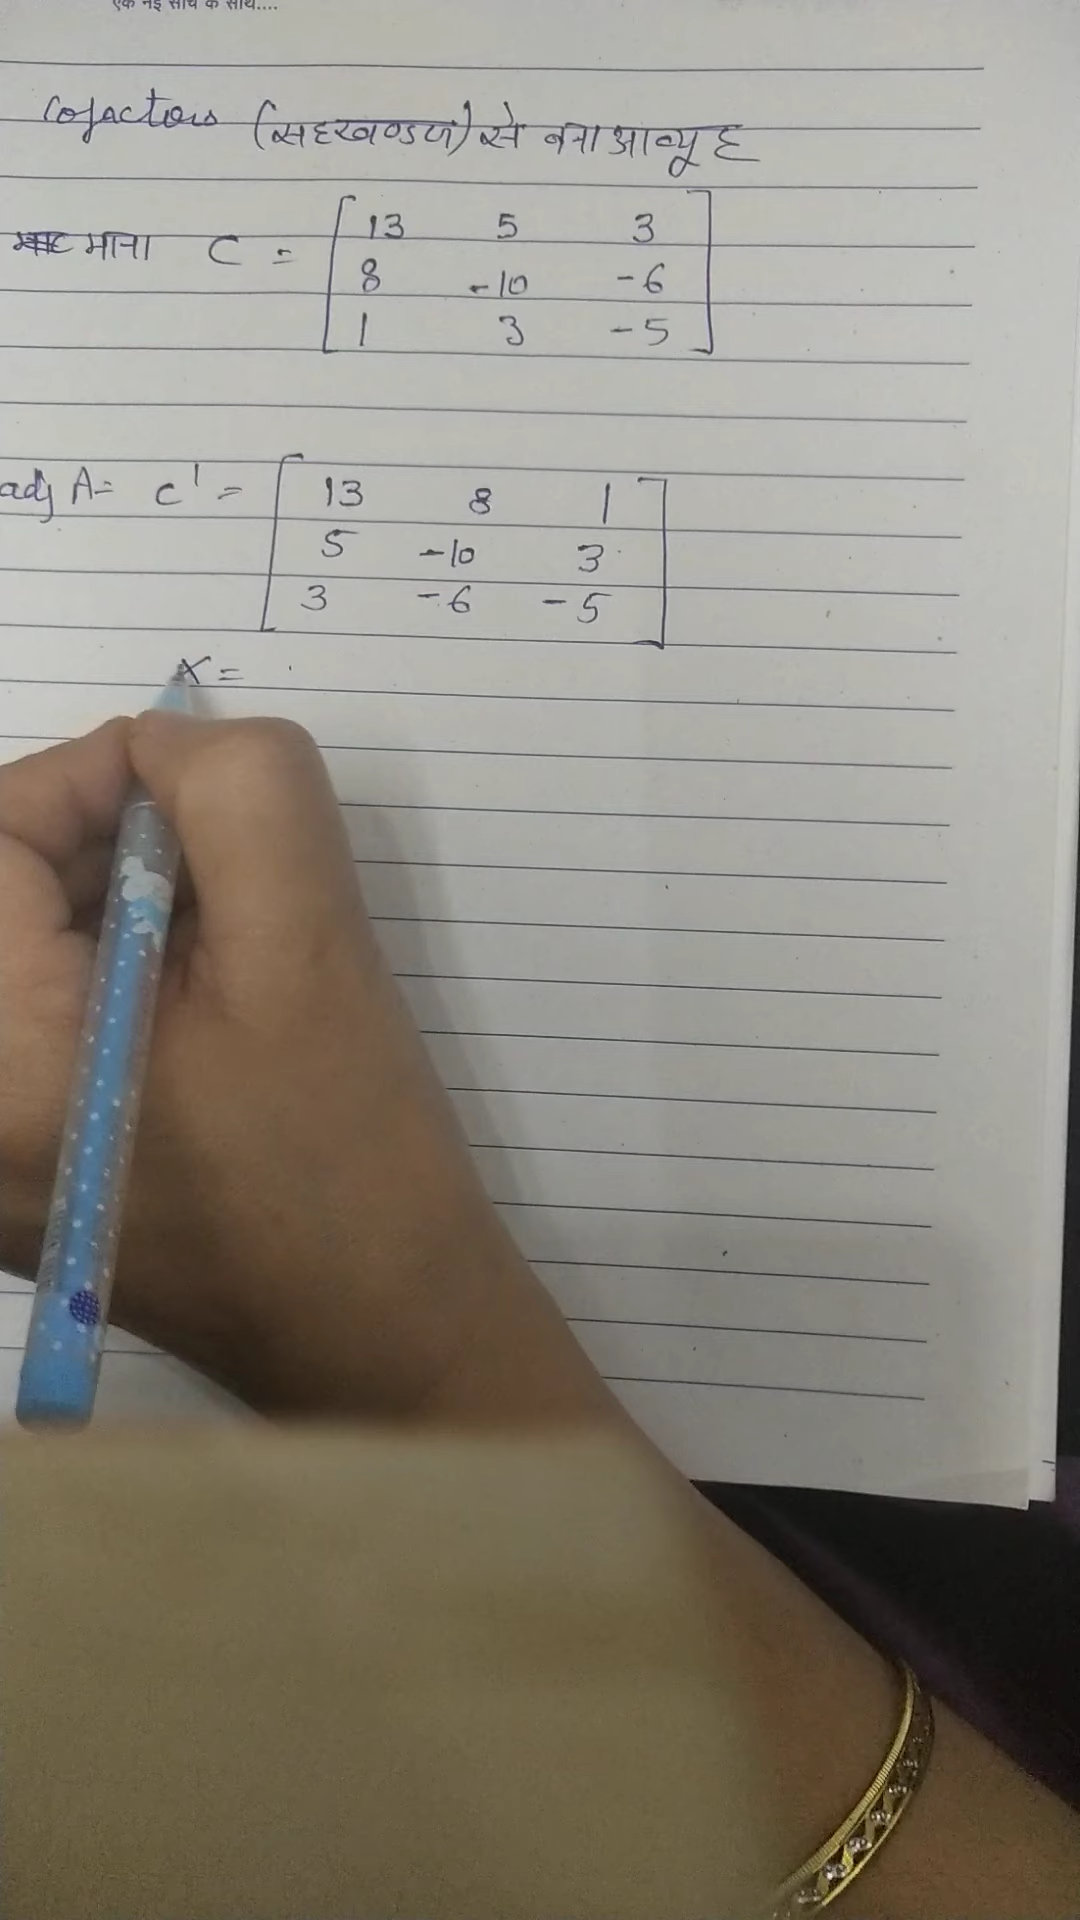 एक नई सोच के साथ....
Cofactors (सहखण्डज) से बना आव्यूह
माना C = [ 13 5 3
8 -10 -6
1 3 -5 ]
adj A = C' = [ 13 8 1
5 -10 3
3 -6 -5 ]
X =